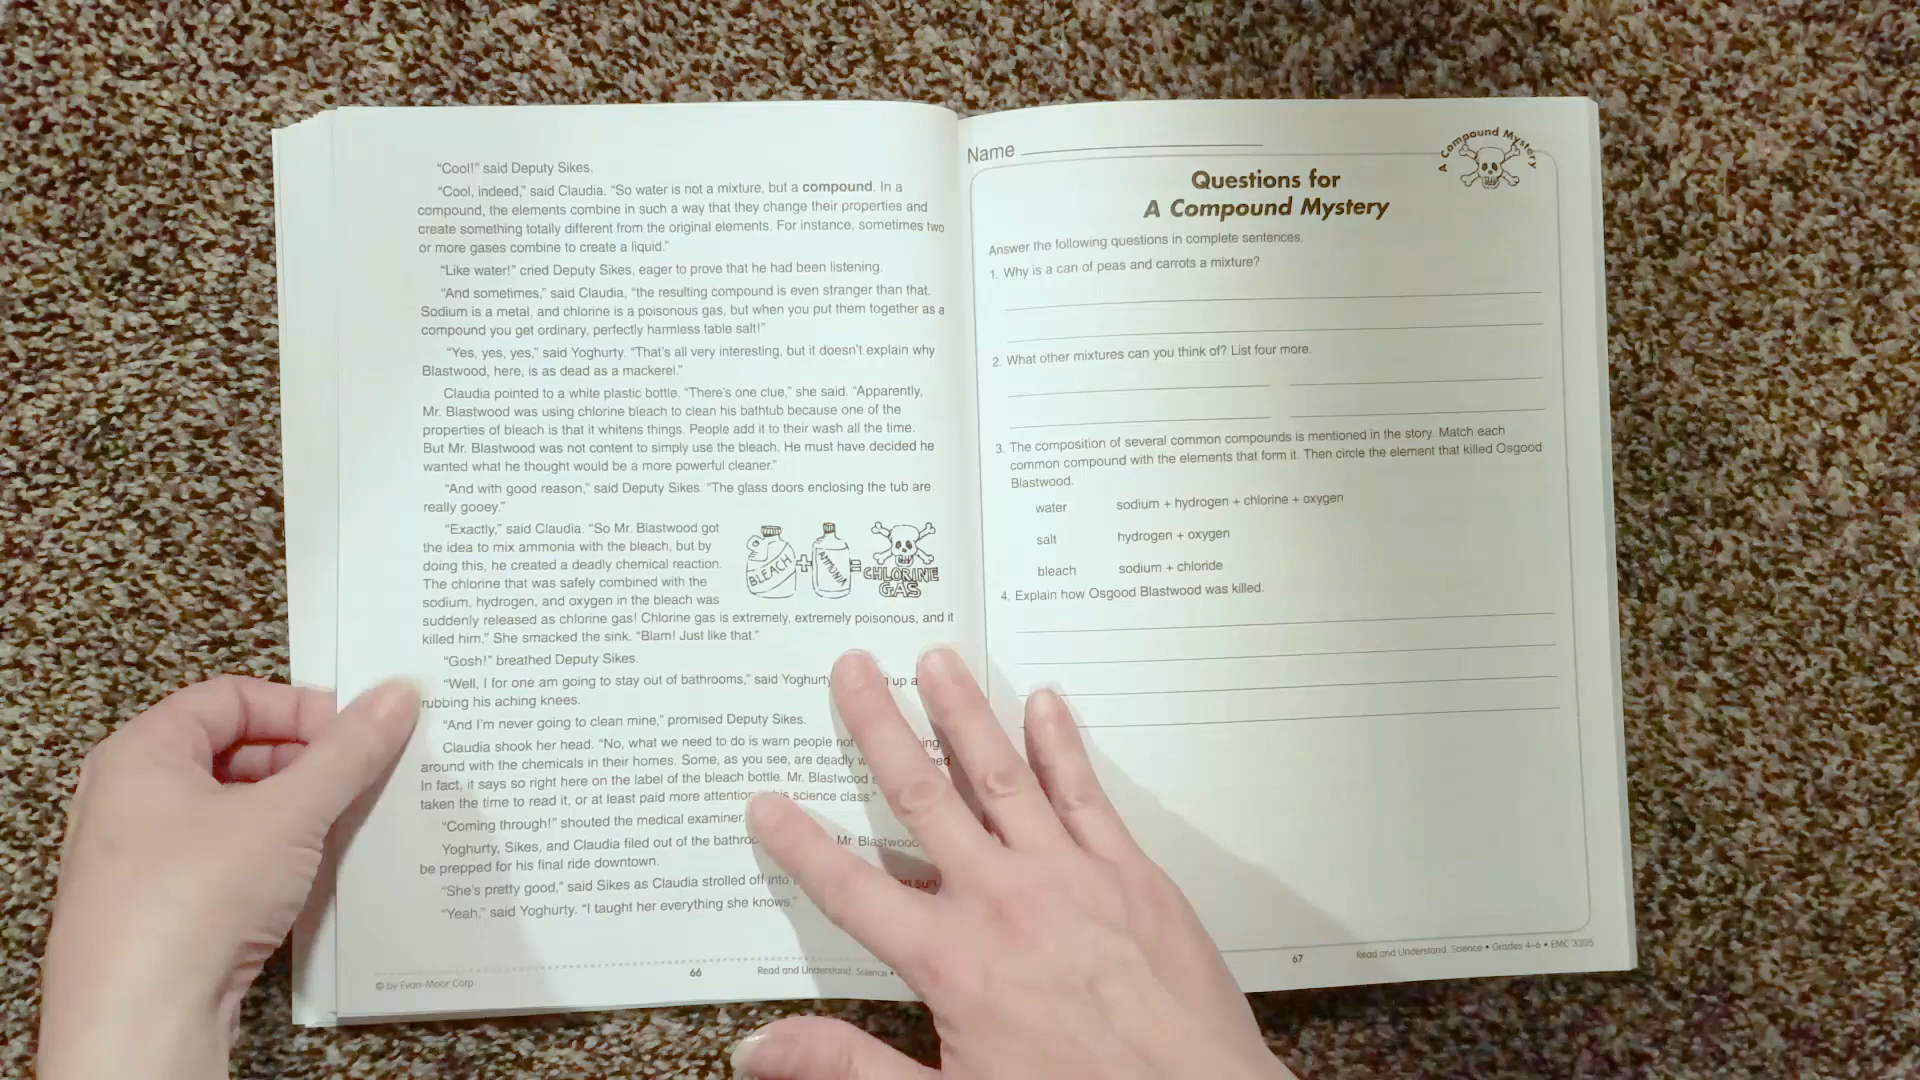 “Cool!” said Deputy Sikes.
“Cool, indeed,” said Claudia. “So water is not a mixture, but a compound. In a
compound, the elements combine in such a way that they change their properties and
create something totally different from the original elements. For instance, sometimes two
or more gases combine to create a liquid.”
“Like water!” cried Deputy Sikes, eager to prove that he had been listening.
“And sometimes,” said Claudia, “the resulting compound is even stranger than that.
Sodium is a metal, and chlorine is a poisonous gas, but when you put them together as a
compound you get ordinary, perfectly harmless table salt!”
“Yes, yes, yes,” said Yoghurty. “That’s all very interesting, but it doesn’t explain why
Blastwood, here, is as dead as a mackerel.”
Claudia pointed to a white plastic bottle. “There’s one clue,” she said. “Apparently,
Mr. Blastwood was using chlorine bleach to clean his bathtub because one of the
properties of bleach is that it whitens things. People add it to their wash all the time.
But Mr. Blastwood was not content to simply use the bleach. He must have decided he
wanted what he thought would be a more powerful cleaner.”
“And with good reason,” said Deputy Sikes. “The glass doors enclosing the tub are
really gooey.”
“Exactly,” said Claudia. “So Mr. Blastwood got
the idea to mix ammonia with the bleach, but by
doing this, he created a deadly chemical reaction.
The chlorine that was safely combined with the
sodium, hydrogen, and oxygen in the bleach was
suddenly released as chlorine gas! Chlorine gas is extremely, extremely poisonous, and it
killed him.” She smacked the sink. “Blam! Just like that.”
BLEACH + AMMONIA = CHLORINE
GAS
“Gosh!” breathed Deputy Sikes.
“Well, I for one am going to stay out of bathrooms,” said Yoghurty up
rubbing his aching knees.
“And I’m never going to clean mine,” promised Deputy Sikes.
Claudia shook her head. “No, what we need to do is warn people
around with the chemicals in their homes. Some, as you see, are deadly
In fact, it says so right here on the label of the bleach bottle. Mr. Blastwood
taken the time to read it, or at least paid more attention science class.”
“Coming through!” shouted the medical examiner.
Yoghurty, Sikes, and Claudia filed out of the Mr. Blastwood
be prepped for his final ride downtown.
“She’s pretty good,” said Sikes as Claudia strolled off into sun.
“Yeah,” said Yoghurty. “I taught her everything she knows.”
© by Evan-Moor Corp.
66
Read and Understand, Science •
Name
A Compound Mystery
Questions for
A Compound Mystery
Answer the following questions in complete sentences.
1. Why is a can of peas and carrots a mixture?
2. What other mixtures can you think of? List four more.
3. The composition of several common compounds is mentioned in the story. Match each
common compound with the elements that form it. Then circle the element that killed Osgood
Blastwood.
water sodium + hydrogen + chlorine + oxygen
salt hydrogen + oxygen
bleach sodium + chloride
4. Explain how Osgood Blastwood was killed.
67
Read and Understand, Science • Grades 4–6 • EMC 3305